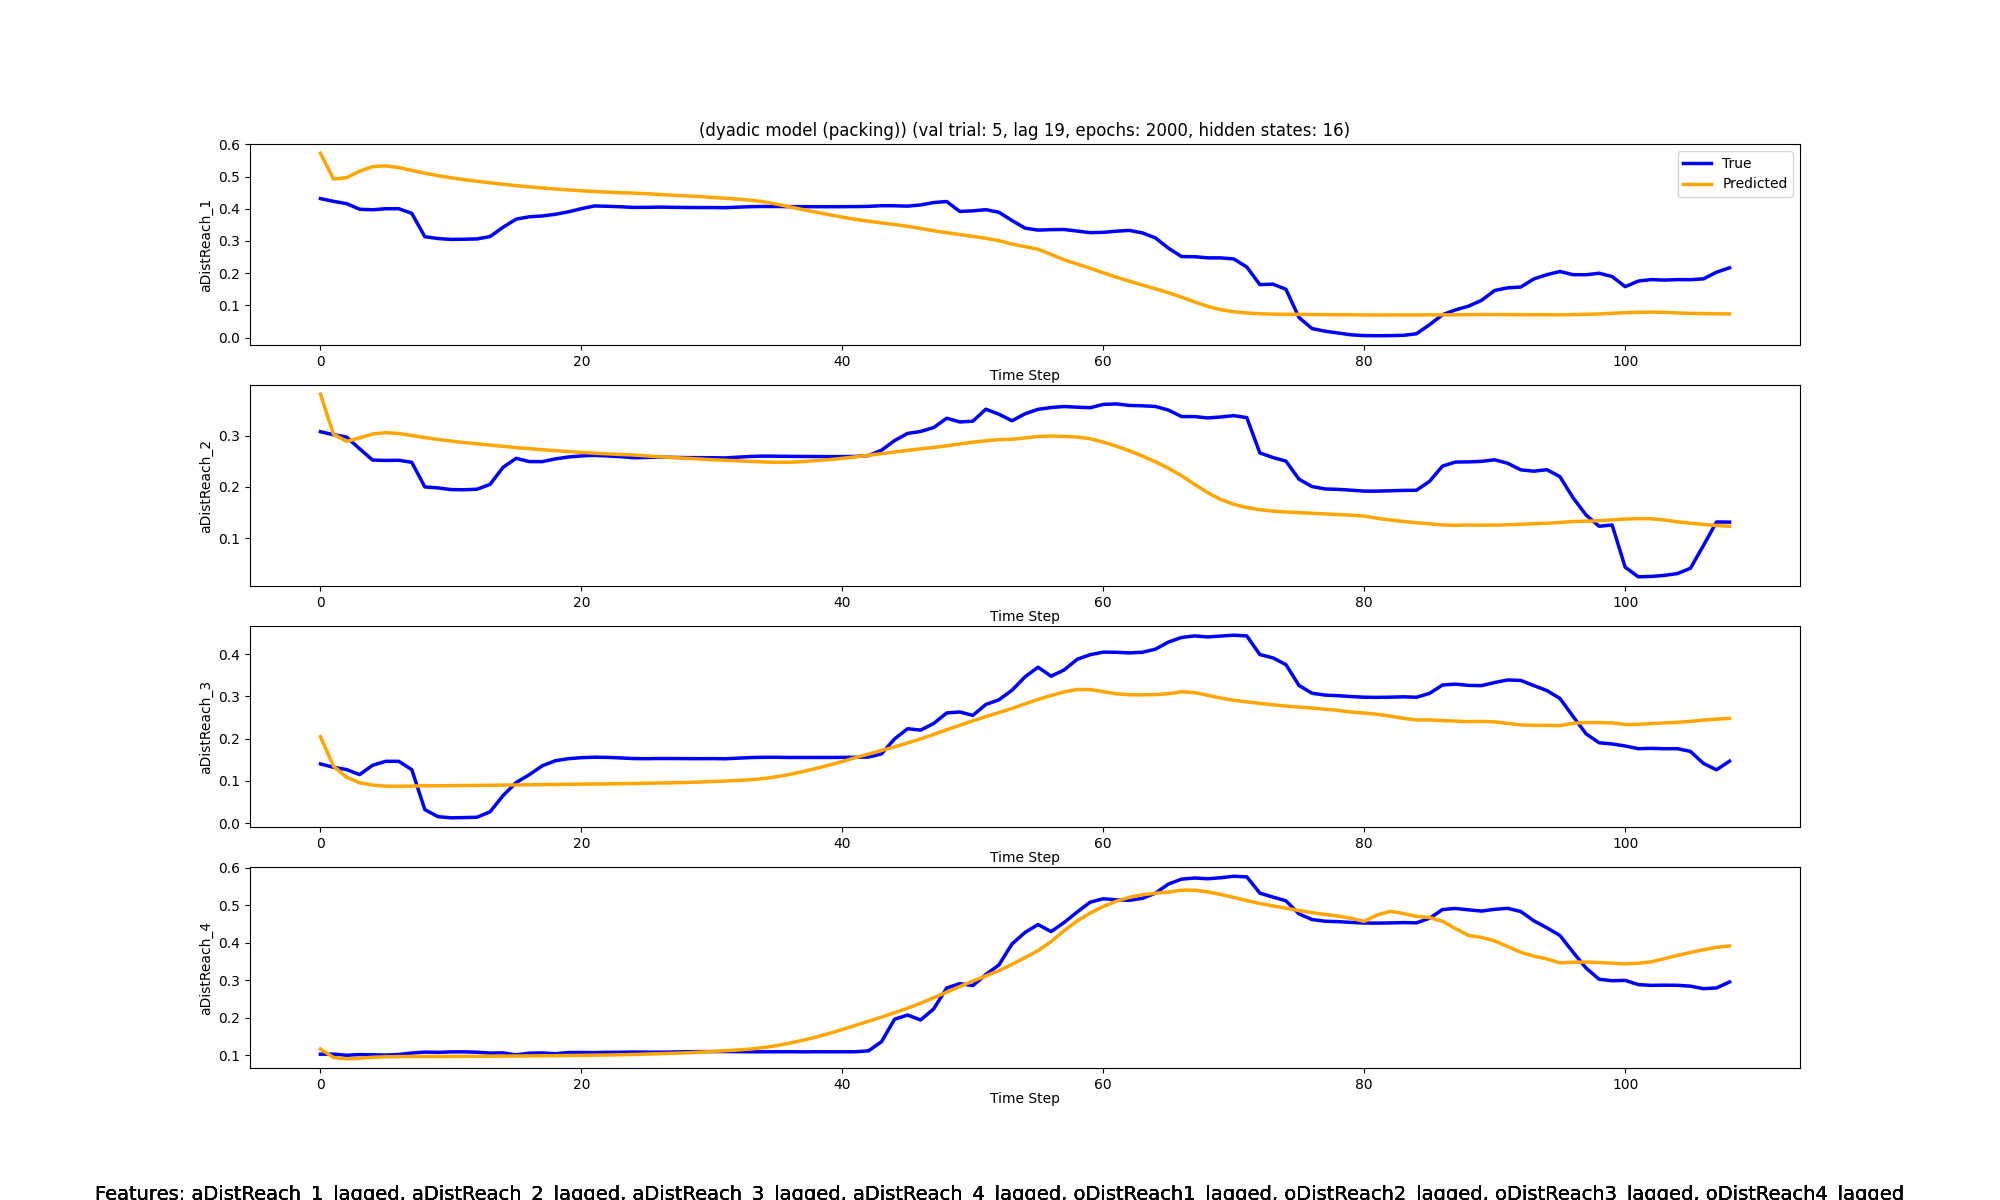 (dyadic model (packing)) (val trial: 5, lag 19, epochs: 2000, hidden states: 16)
True
Predicted
aDistReach_1
0.6
0.5
0.4
0.3
0.2
0.1
0.0
0 20 40 60 80 100
Time Step
aDistReach_2
0.3
0.2
0.1
0 20 40 60 80 100
Time Step
aDistReach_3
0.4
0.3
0.2
0.1
0.0
0 20 40 60 80 100
Time Step
aDistReach_4
0.6
0.5
0.4
0.3
0.2
0.1
0 20 40 60 80 100
Time Step
Features: aDistReach_1_lagged, aDistReach_2_lagged, aDistReach_3_lagged, aDistReach_4_lagged, oDistReach1_lagged, oDistReach2_lagged, oDistReach3_lagged, oDistReach4_lagged